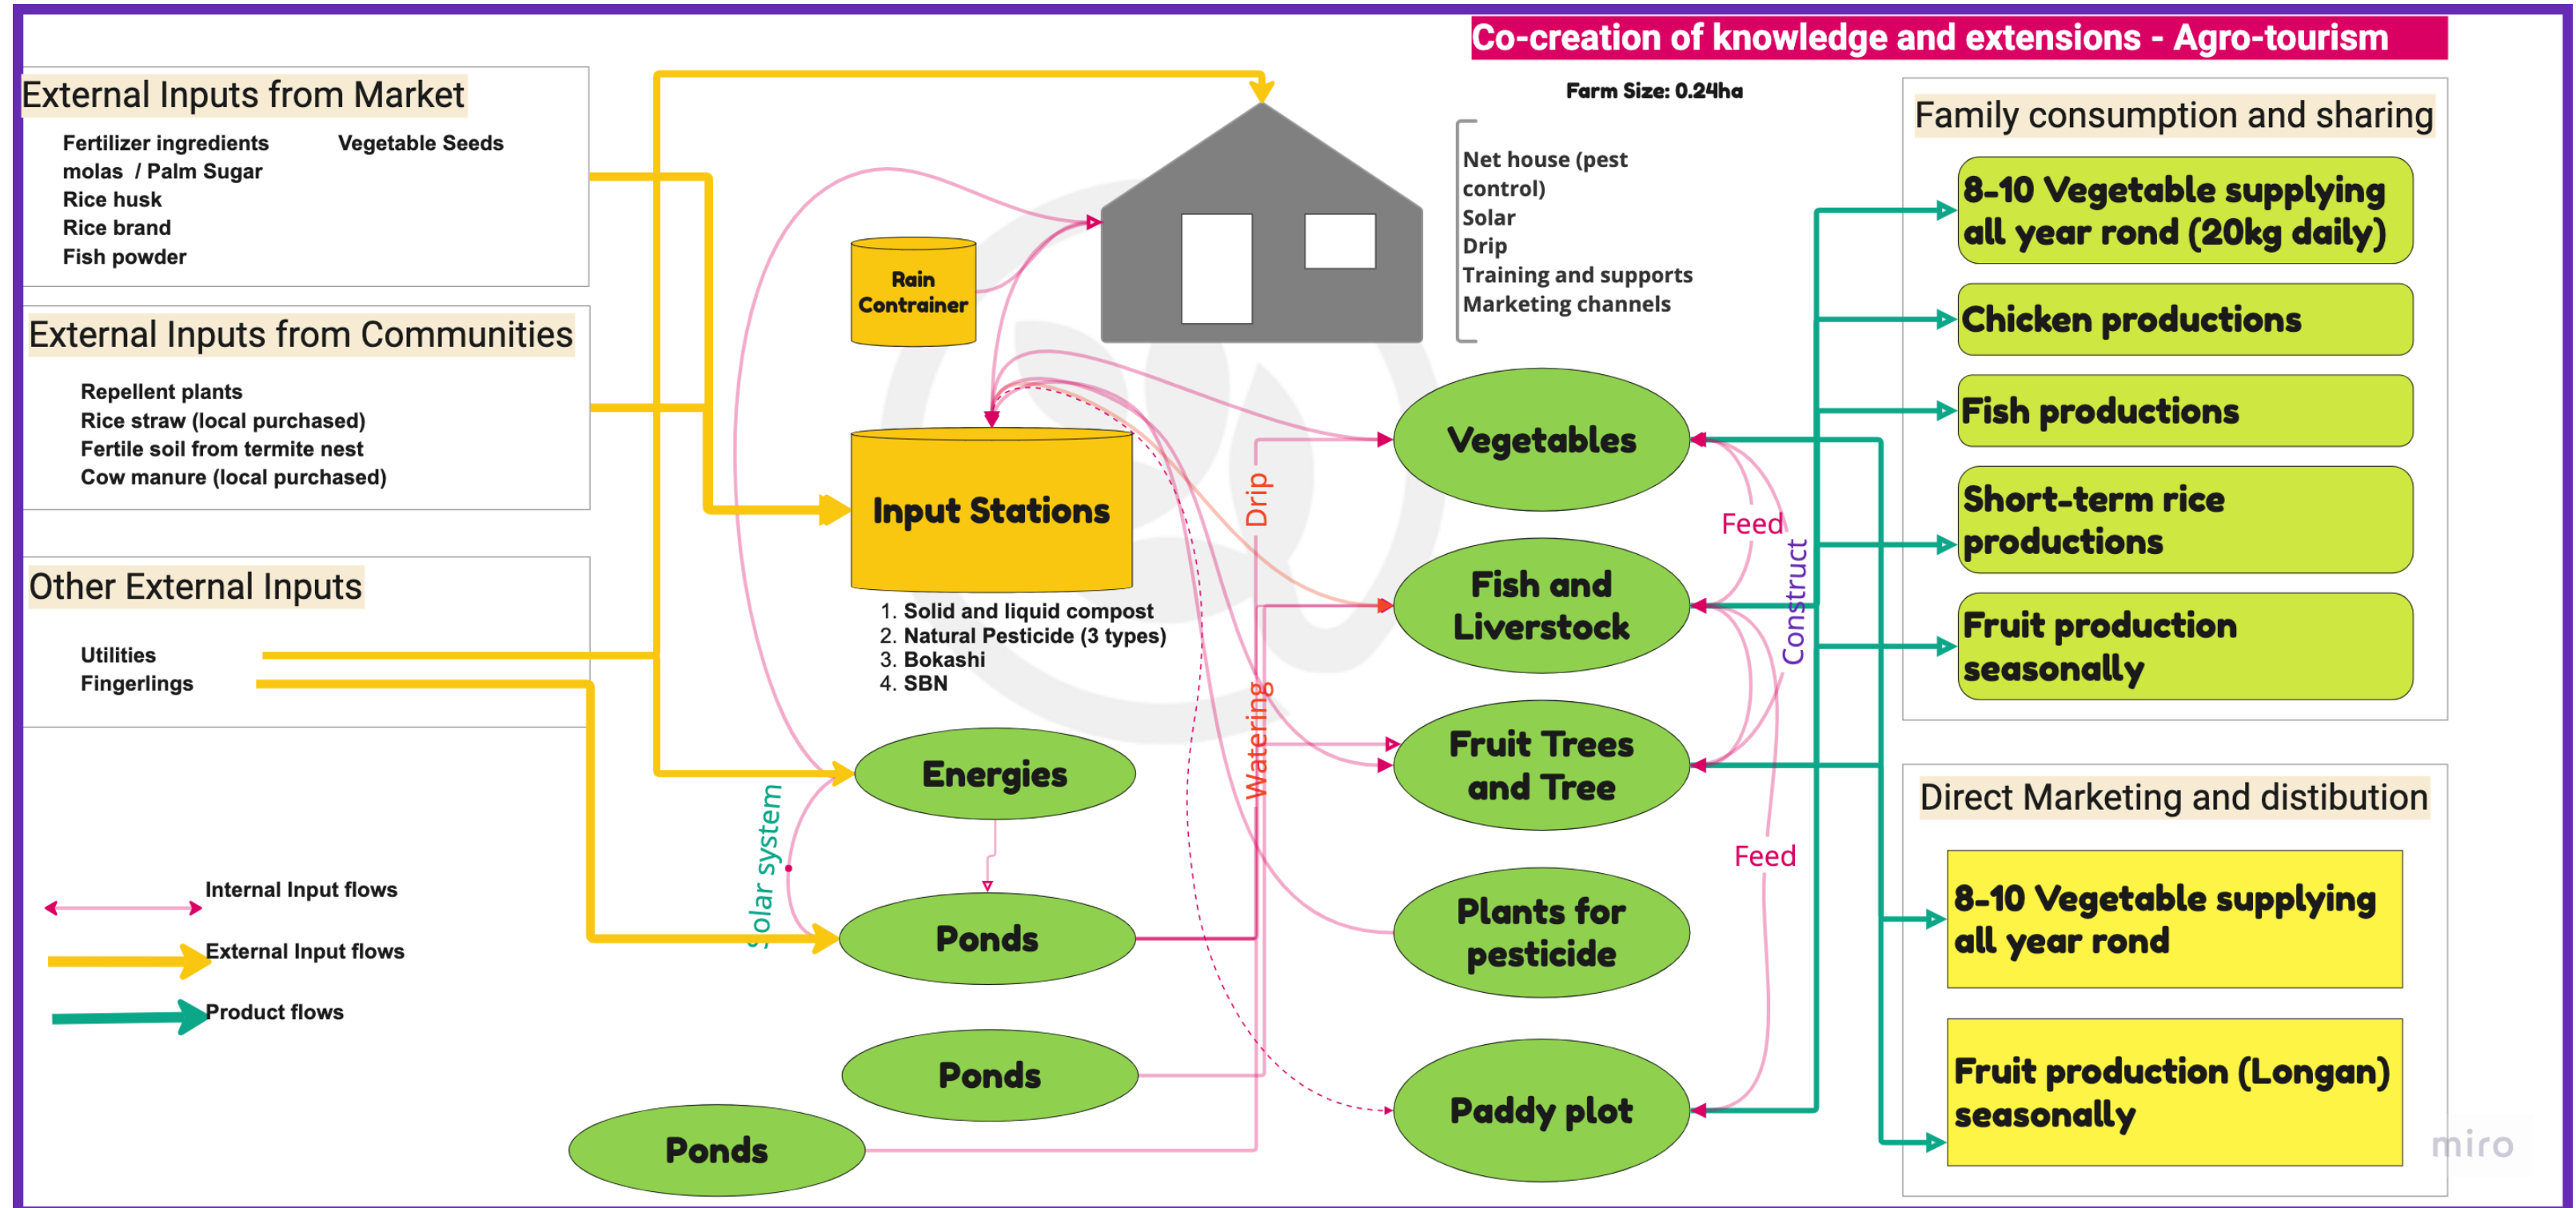 Co-creation of knowledge and extensions - Agro-tourism
External Inputs from Market
Fertilizer ingredients
molas / Palm Sugar
Rice husk
Rice brand
Fish powder
Vegetable Seeds
External Inputs from Communities
Repellent plants
Rice straw (local purchased)
Fertile soil from termite nest
Cow manure (local purchased)
Other External Inputs
Utilities
Fingerlings
Internal Input flows
External Input flows
Product flows
Rain
Contrainer
Input Stations
1. Solid and liquid compost
2. Natural Pesticide (3 types)
3. Bokashi
4. SBN
Energies
Solar system
Ponds
Ponds
Ponds
Farm Size: 0.24ha
Net house (pest
control)
Solar
Drip
Training and supports
Marketing channels
Drip
Watering
Vegetables
Fish and
Liverstock
Fruit Trees
and Tree
Plants for
pesticide
Paddy plot
Feed
Construct
Feed
Family consumption and sharing
8-10 Vegetable supplying
all year rond (20kg daily)
Chicken productions
Fish productions
Short-term rice
productions
Fruit production
seasonally
Direct Marketing and distibution
8-10 Vegetable supplying
all year rond
Fruit production (Longan)
seasonally
miro